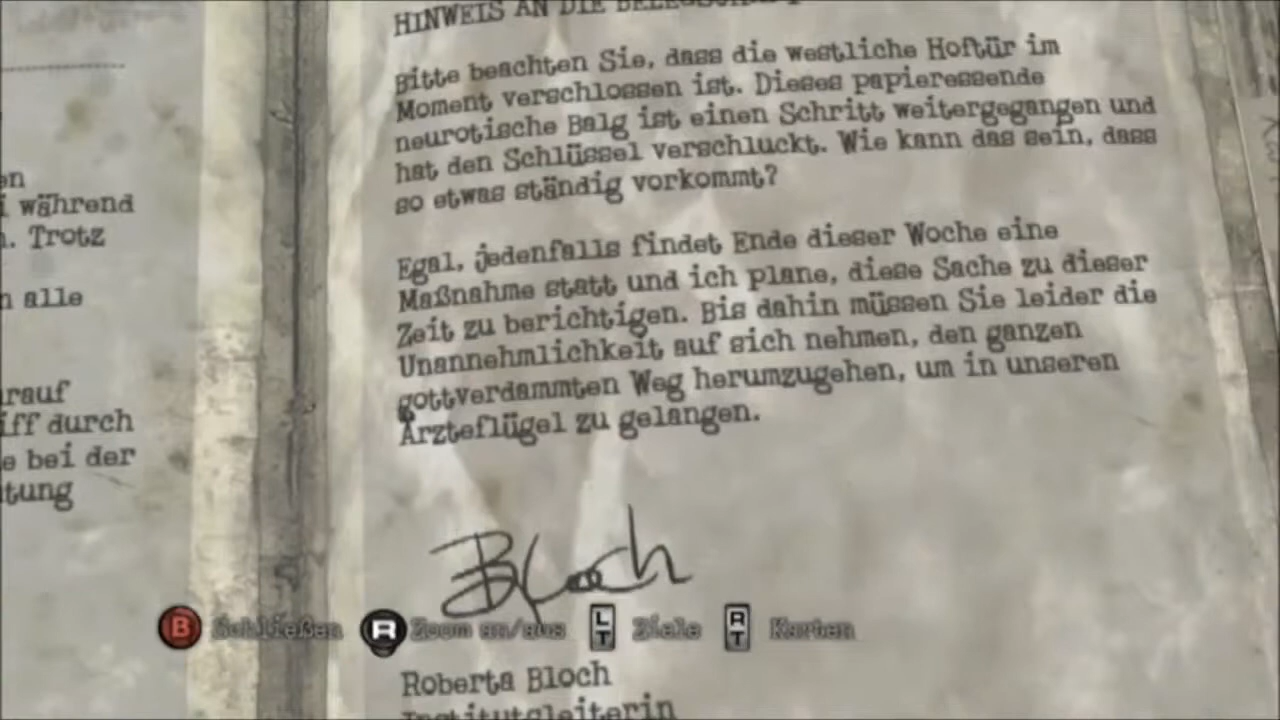 HINWEIS AN DIE
Bitte beachten Sie, dass die westliche Hoftür im
Moment verschlossen ist. Dieses papieressende
neurotische Balg ist einen Schritt weitergegangen und
hat den Schlüssel verschluckt. Wie kann das sein, dass
so etwas ständig vorkommt?
Egal, jedenfalls findet Ende dieser Woche eine
Maßnahme statt und ich plane, diese Sache zu dieser
Zeit zu berichtigen. Bis dahin müssen Sie leider die
Unannehmlichkeit auf sich nehmen, den ganzen
gottverdammten Weg herumzugehen, um in unseren
Ärzteflügel zu gelangen.
Bloch
Roberta Bloch
Institutsleiterin
en
i während
. Trotz
n alle
rauf
iff durch
e bei der
tung
B Schließen R Zoom an/aus LT Ziele RT Karten